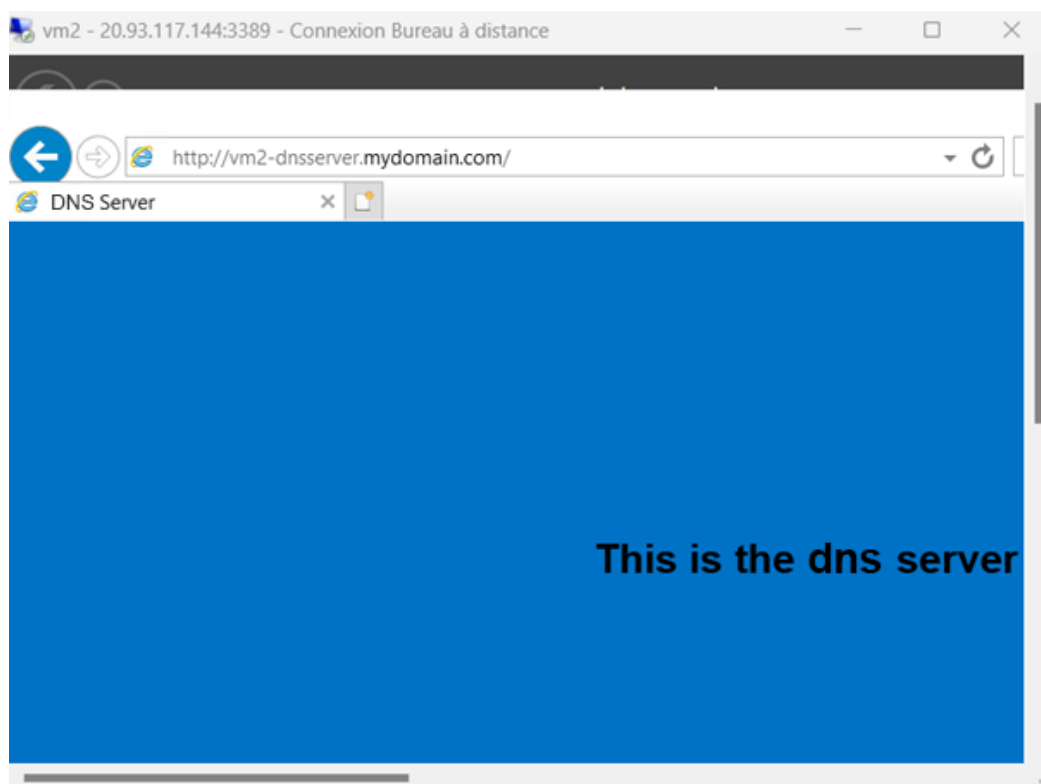 vm2 - 20.93.117.144:3389 - Connexion Bureau à distance
http://vm2-dnsserver.mydomain.com/
DNS Server
This is the dns server